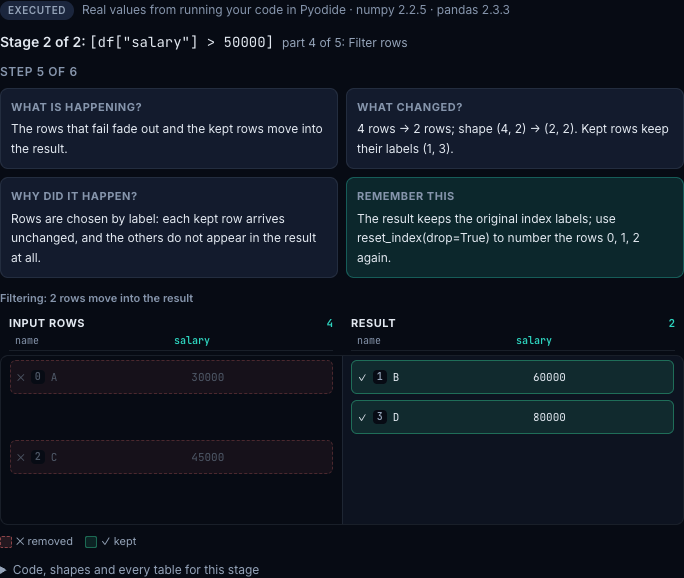 EXECUTED Real values from running your code in Pyodide · numpy 2.2.5 · pandas 2.3.3
Stage 2 of 2: [df["salary"] > 50000] part 4 of 5: Filter rows
STEP 5 OF 6
WHAT IS HAPPENING?
The rows that fail fade out and the kept rows move into
the result.
WHAT CHANGED?
4 rows → 2 rows; shape (4, 2) → (2, 2). Kept rows keep
their labels (1, 3).
WHY DID IT HAPPEN?
Rows are chosen by label: each kept row arrives
unchanged, and the others do not appear in the result
at all.
REMEMBER THIS
The result keeps the original index labels; use
reset_index(drop=True) to number the rows 0, 1, 2
again.
Filtering: 2 rows move into the result
INPUT ROWS 4
name salary
✕ 0 A 30000
✕ 2 C 45000
RESULT 2
name salary
✓ 1 B 60000
✓ 3 D 80000
✕ removed ✓ kept
▶ Code, shapes and every table for this stage